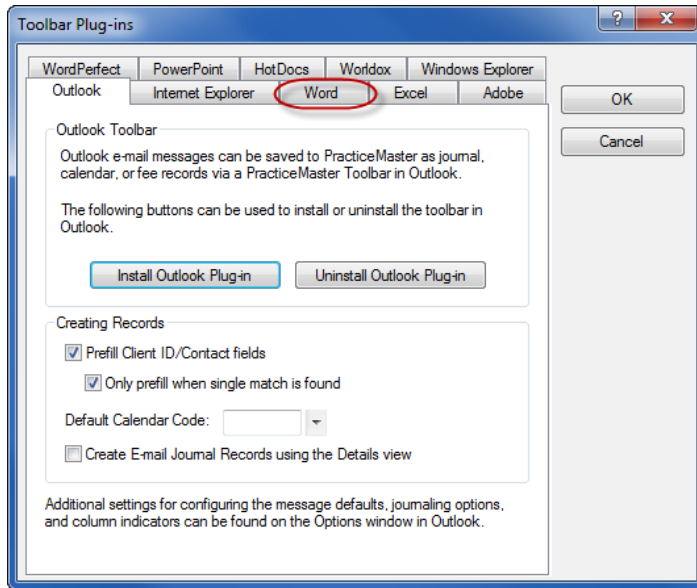 Toolbar Plug-ins
WordPerfect PowerPoint HotDocs Worldox Windows Explorer
Outlook Internet Explorer Word Excel Adobe
OK
Cancel
Outlook Toolbar
Outlook e-mail messages can be saved to PracticeMaster as journal,
calendar, or fee records via a PracticeMaster Toolbar in Outlook.
The following buttons can be used to install or uninstall the toolbar in
Outlook.
Install Outlook Plug-in Uninstall Outlook Plug-in
Creating Records
Prefill Client ID/Contact fields
Only prefill when single match is found
Default Calendar Code:
Create E-mail Journal Records using the Details view
Additional settings for configuring the message defaults, journaling options,
and column indicators can be found on the Options window in Outlook.